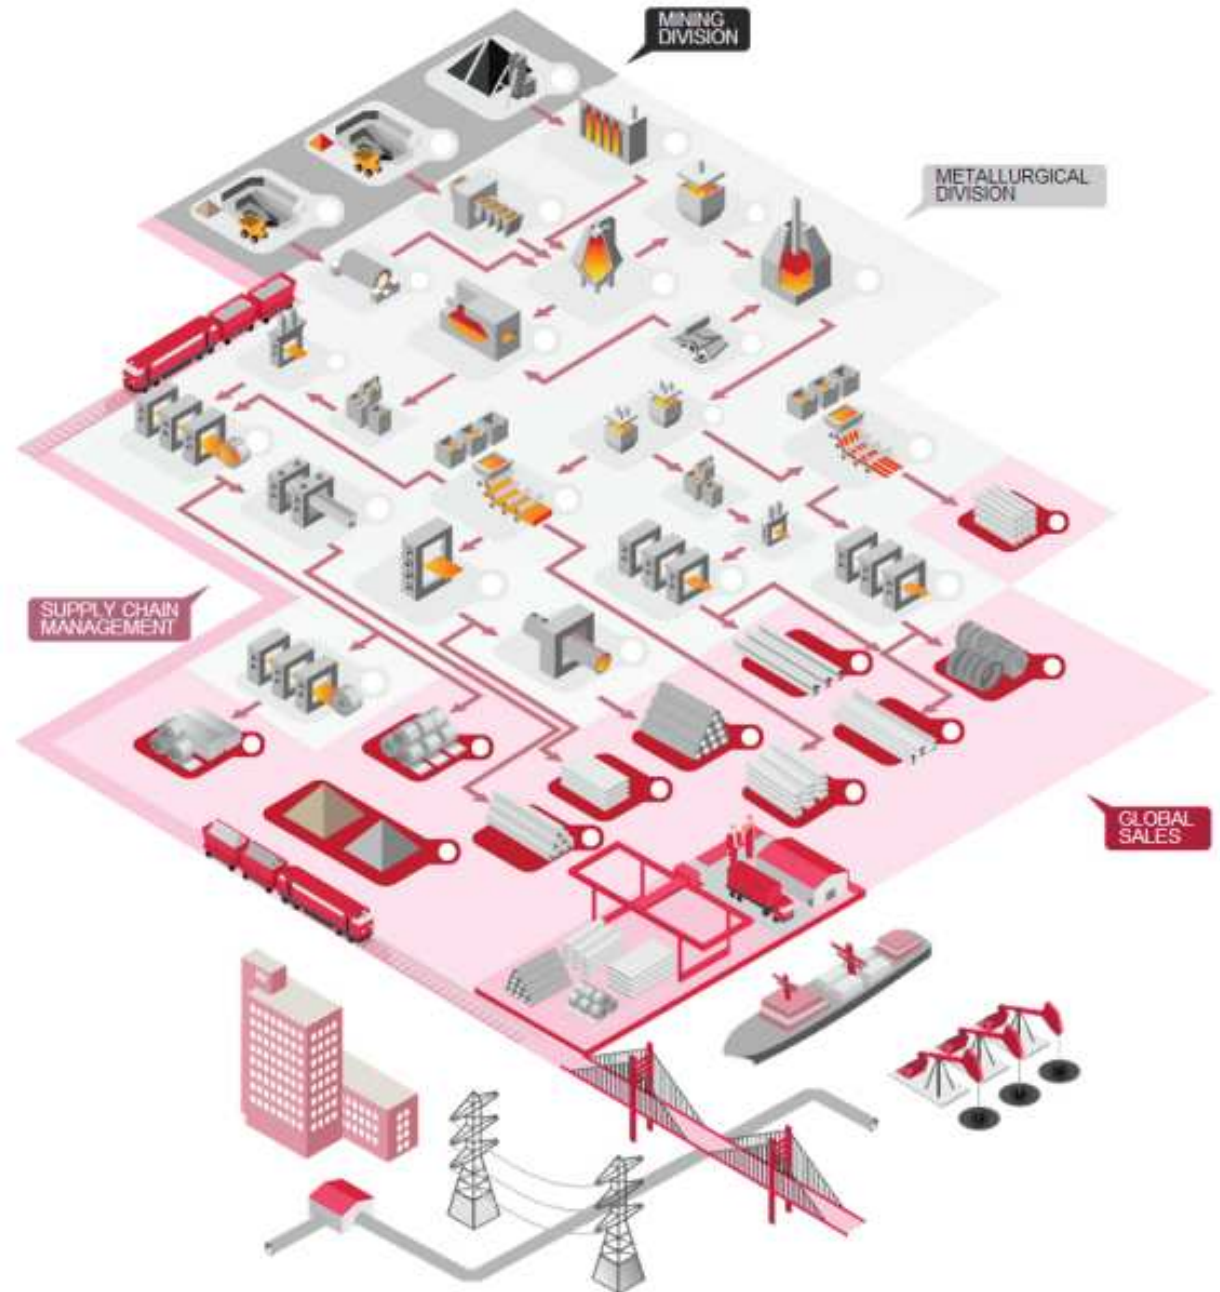 MINING
DIVISION
METALLURGICAL
DIVISION
SUPPLY CHAIN
MANAGEMENT
GLOBAL
SALES